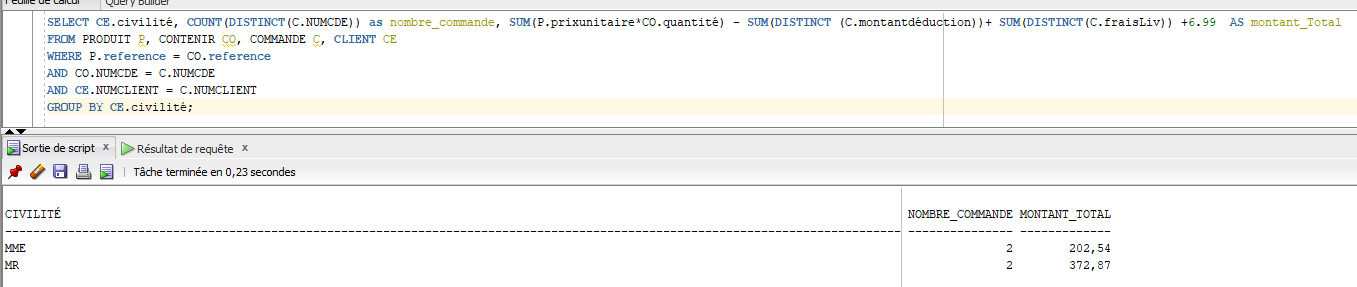 Feuille de calcul Query Builder
SELECT CE.civilité, COUNT(DISTINCT(C.NUMCDE)) as nombre_commande, SUM(P.prixunitaire*CO.quantité) - SUM(DISTINCT (C.montantdéduction))+ SUM(DISTINCT(C.fraisLiv)) +6.99 AS montant_Total
FROM PRODUIT P, CONTENIR CO, COMMANDE C, CLIENT CE
WHERE P.reference = CO.reference
AND CO.NUMCDE = C.NUMCDE
AND CE.NUMCLIENT = C.NUMCLIENT
GROUP BY CE.civilité;
Sortie de script x Résultat de requête x
Tâche terminée en 0,23 secondes
CIVILITÉ NOMBRE_COMMANDE MONTANT_TOTAL
MME 2 202,54
MR 2 372,87